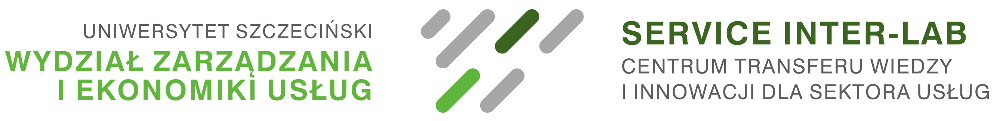 UNIWERSYTET SZCZECIŃSKI
WYDZIAŁ ZARZĄDZANIA
I EKONOMIKI USŁUG
SERVICE INTER-LAB
CENTRUM TRANSFERU WIEDZY
I INNOWACJI DLA SEKTORA USŁUG